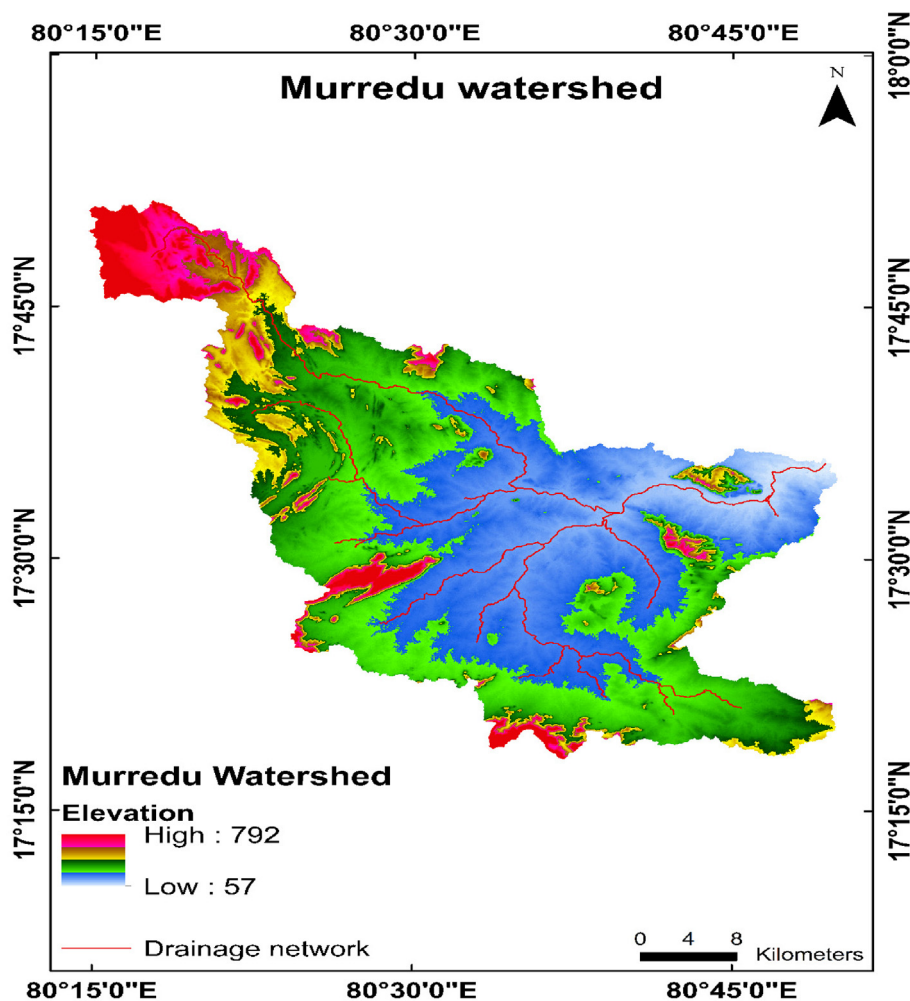 80°15'0"E 80°30'0"E 80°45'0"E
18°0'0"N
Murredu watershed
N
17°45'0"N 17°45'0"N
17°30'0"N 17°30'0"N
17°15'0"N 17°15'0"N
Murredu Watershed
Elevation
High : 792
Low : 57
Drainage network
0 4 8
Kilometers
80°15'0"E 80°30'0"E 80°45'0"E